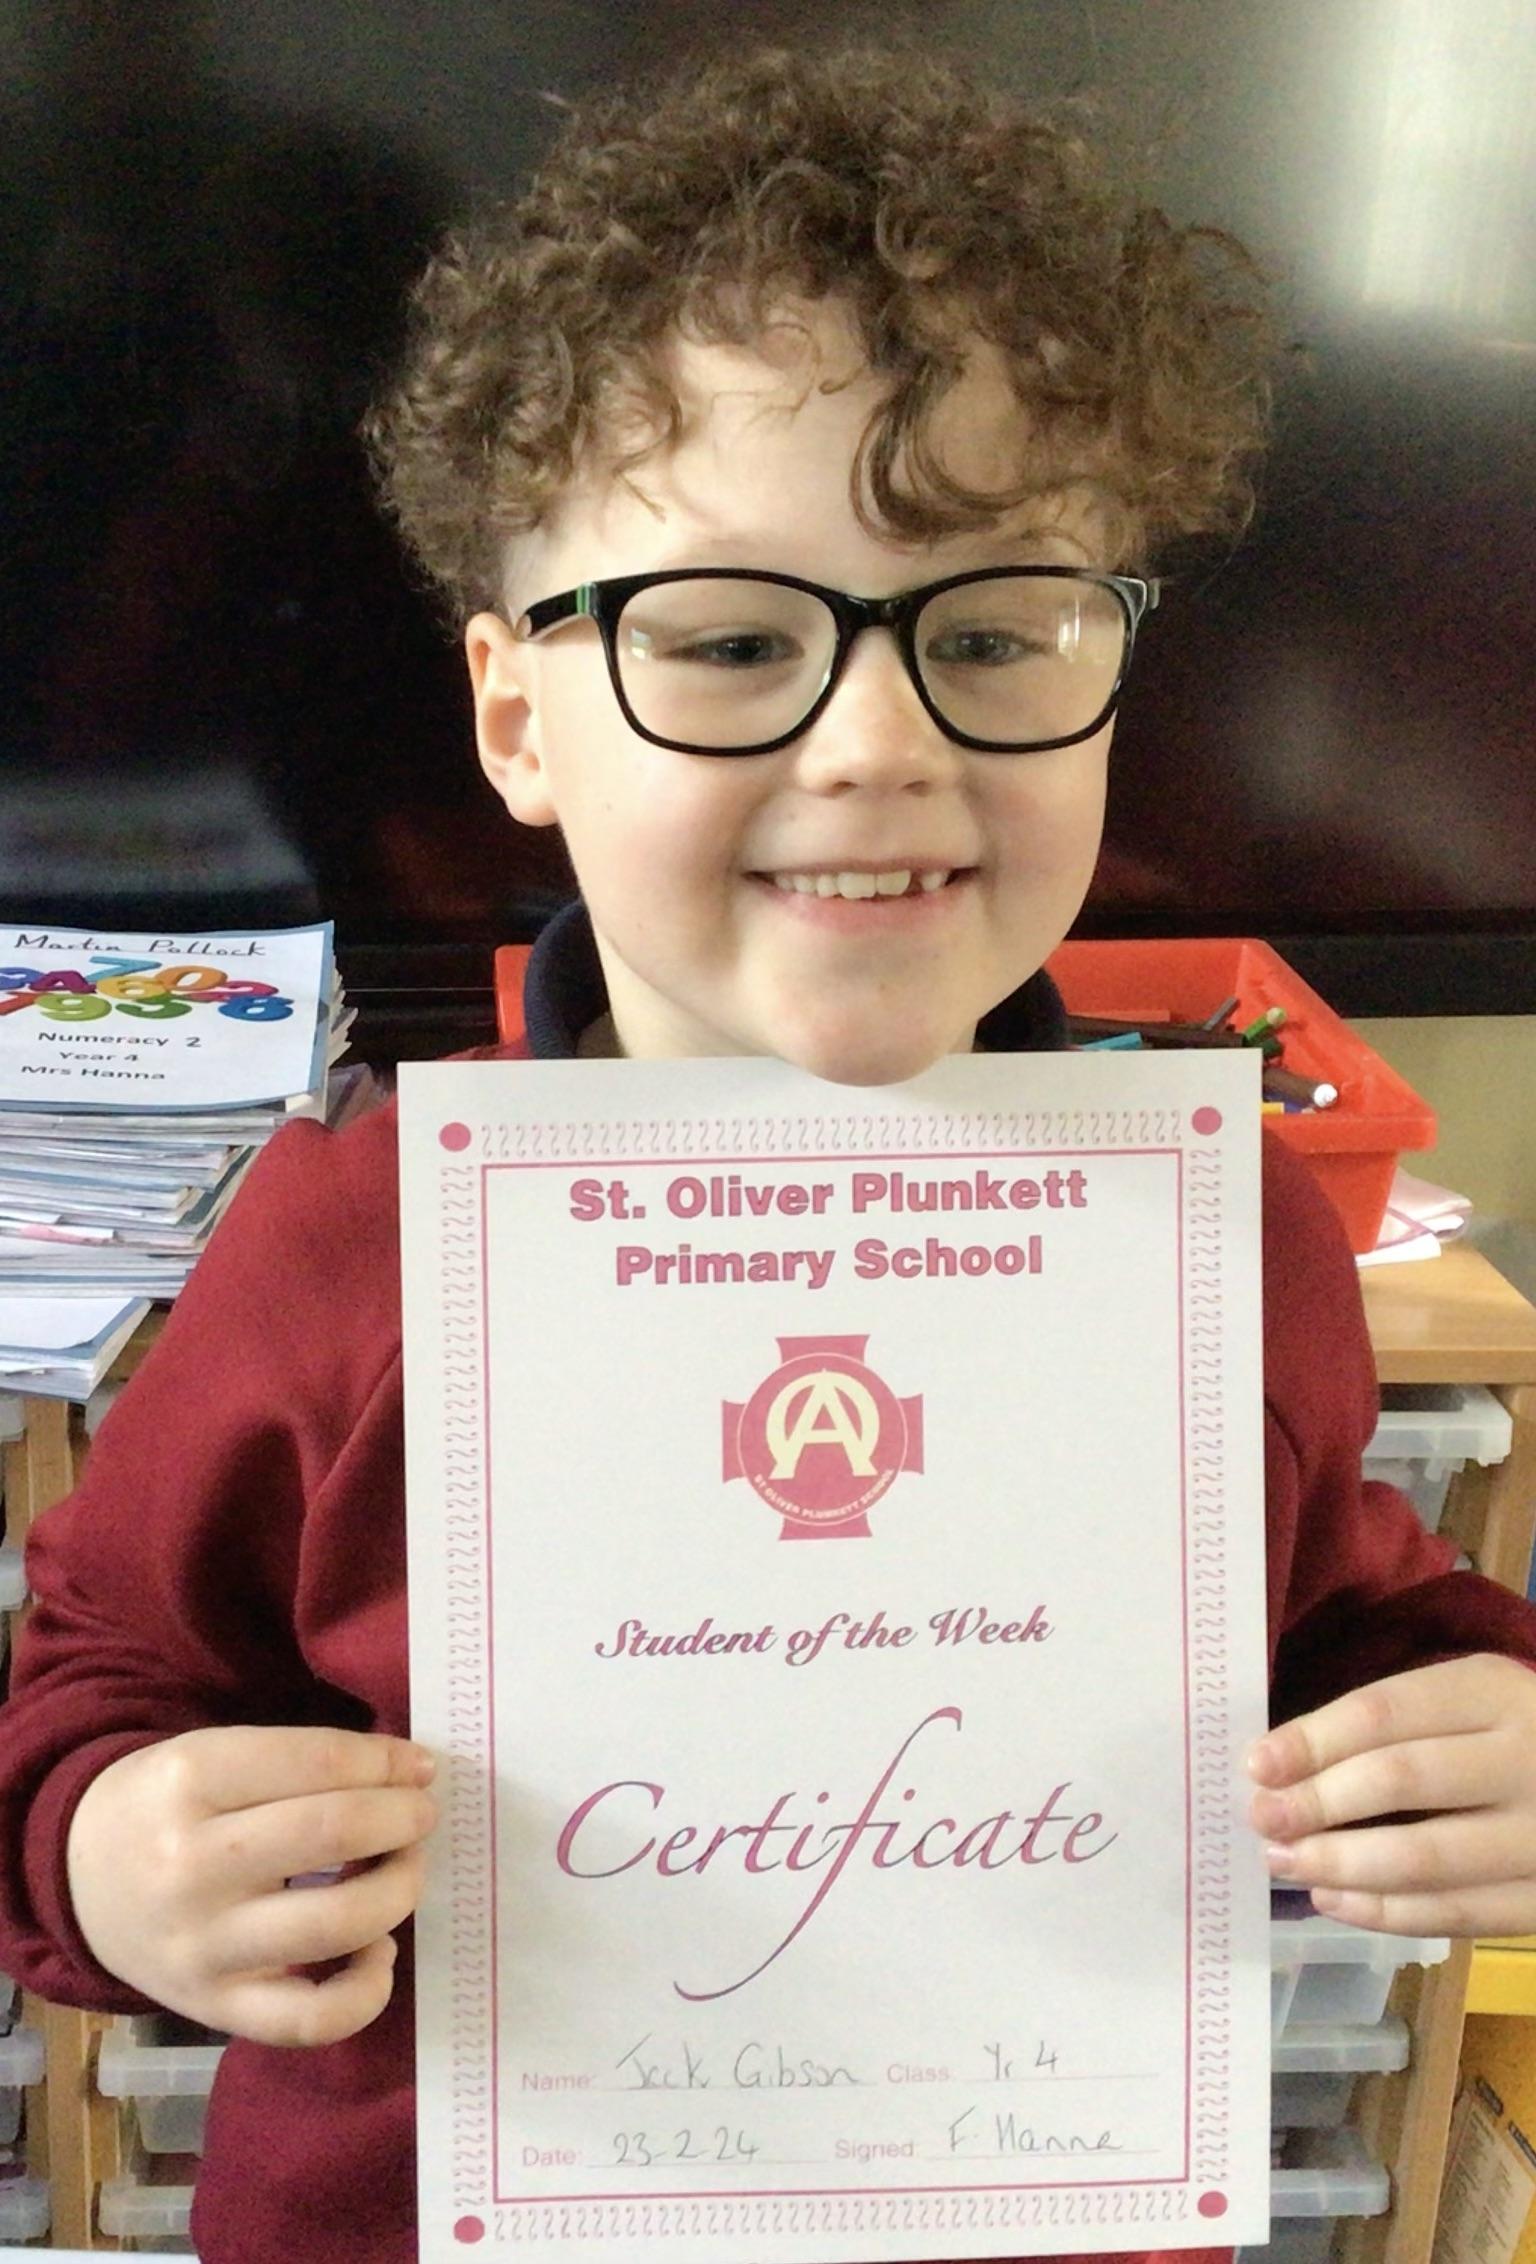 Martin Pollock
Numeracy 2
Year 4
Mrs Hanna
St. Oliver Plunkett
Primary School
ST OLIVER PLUNKETT SCHOOL
Student of the Week
Certificate
Name: Jack Gibson Class: Yr 4
Date: 23-2-24 Signed: F. Hanna